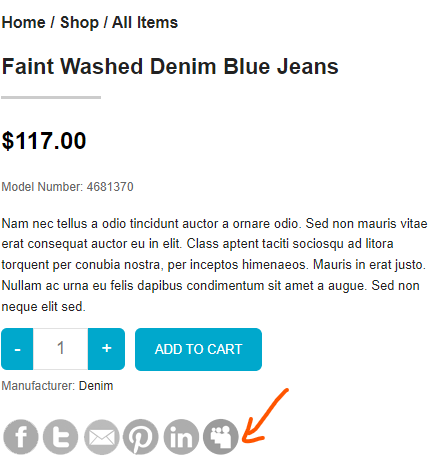 Home / Shop / All Items
Faint Washed Denim Blue Jeans
$117.00
Model Number: 4681370
Nam nec tellus a odio tincidunt auctor a ornare odio. Sed non mauris vitae
erat consequat auctor eu in elit. Class aptent taciti sociosqu ad litora
torquent per conubia nostra, per inceptos himenaeos. Mauris in erat justo.
Nullam ac urna eu felis dapibus condimentum sit amet a augue. Sed non
neque elit sed.
- 1 + ADD TO CART
Manufacturer: Denim